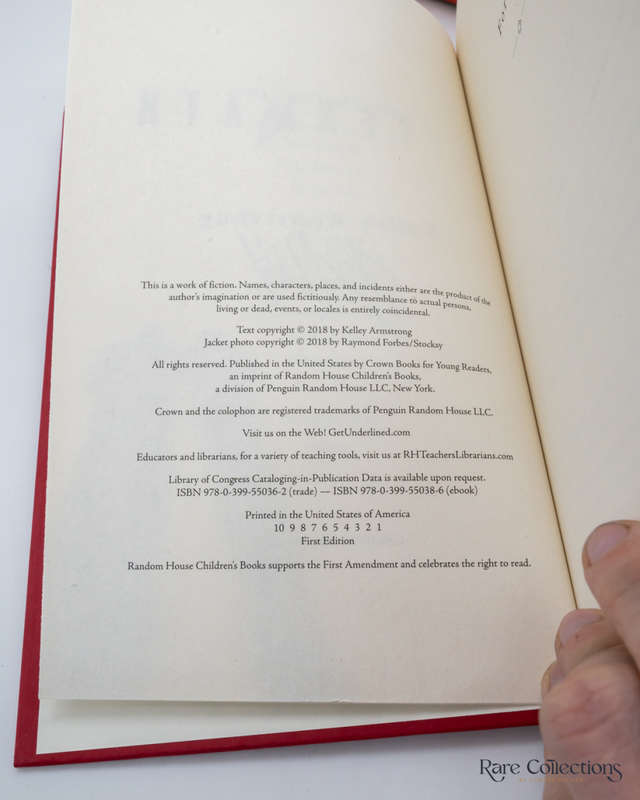 This is a work of fiction. Names, characters, places, and incidents either are the product of the
author's imagination or are used fictitiously. Any resemblance to actual persons,
living or dead, events, or locales is entirely coincidental.
Text copyright © 2018 by Kelley Armstrong
Jacket photo copyright © 2018 by Raymond Forbes/Stocksy
All rights reserved. Published in the United States by Crown Books for Young Readers,
an imprint of Random House Children's Books,
a division of Penguin Random House LLC, New York.
Crown and the colophon are registered trademarks of Penguin Random House LLC.
Visit us on the Web! GetUnderlined.com
Educators and librarians, for a variety of teaching tools, visit us at RHTeachersLibrarians.com
Library of Congress Cataloging-in-Publication Data is available upon request.
ISBN 978-0-399-55036-2 (trade) — ISBN 978-0-399-55038-6 (ebook)
Printed in the United States of America
10 9 8 7 6 5 4 3 2 1
First Edition
Random House Children's Books supports the First Amendment and celebrates the right to read.
Rare Collections